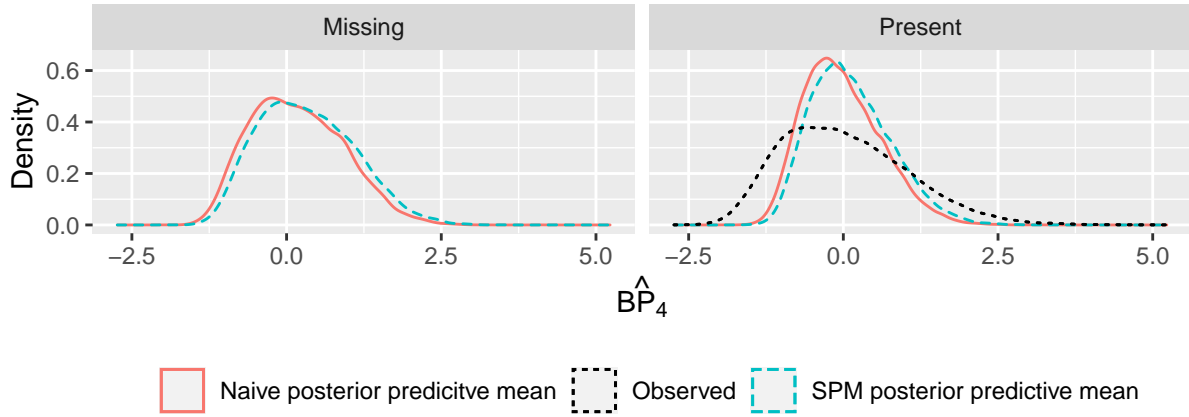 Missing Present
Density
0.6
0.4
0.2
0.0
−2.5 0.0 2.5 5.0 −2.5 0.0 2.5 5.0
BP̂₄
Naive posterior predicitve mean Observed SPM posterior predictive mean